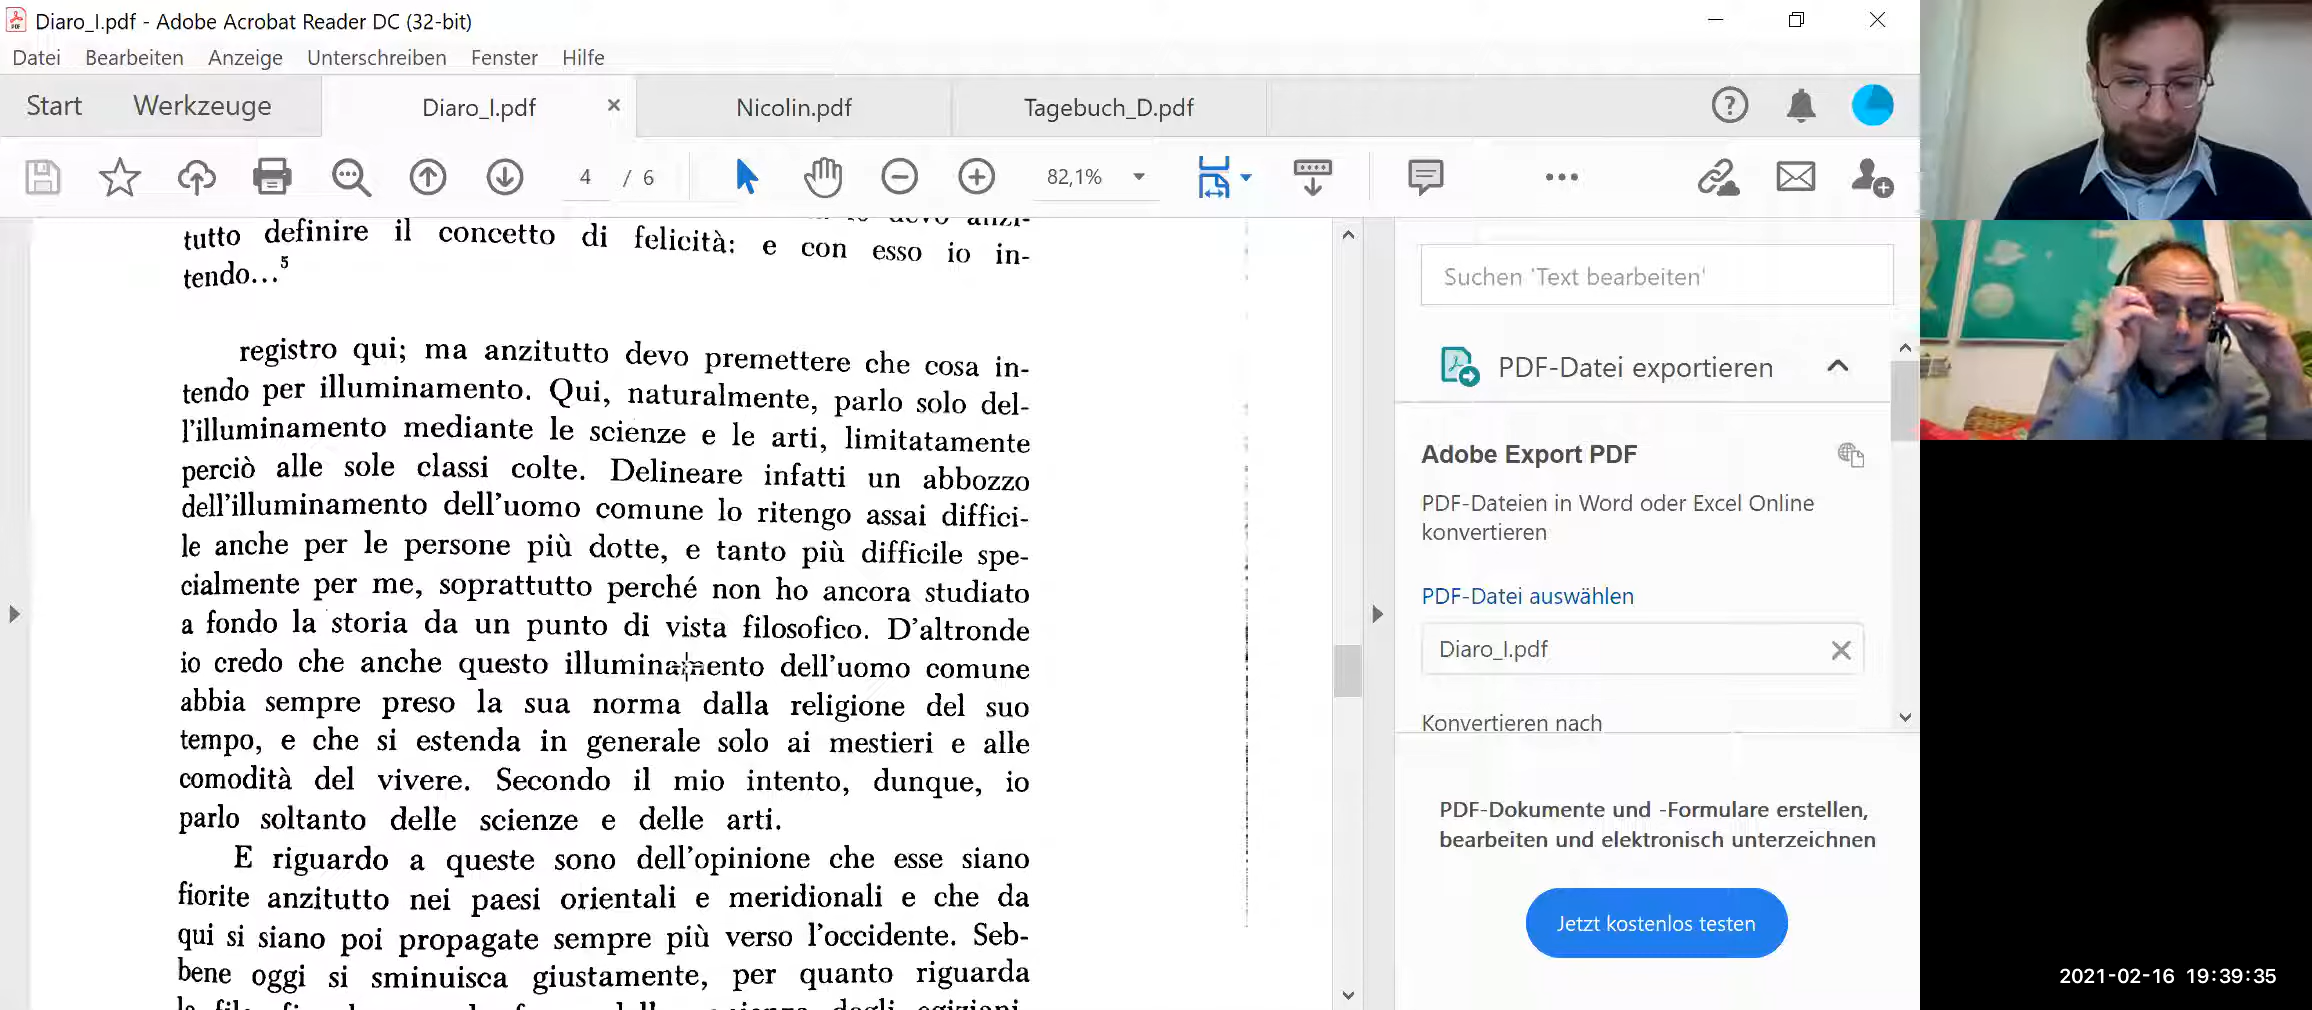 Diaro_I.pdf - Adobe Acrobat Reader DC (32-bit)
Datei Bearbeiten Anzeige Unterschreiben Fenster Hilfe
Start Werkzeuge Diaro_I.pdf Nicolin.pdf Tagebuch_D.pdf
4 / 6 82,1%
tutto definire il concetto di felicità: e con esso io in-
tendo...5
registro qui; ma anzitutto devo premettere che cosa in-
tendo per illuminamento. Qui, naturalmente, parlo solo del-
l'illuminamento mediante le scienze e le arti, limitatamente
perciò alle sole classi colte. Delineare infatti un abbozzo
dell'illuminamento dell'uomo comune lo ritengo assai diffici-
le anche per le persone più dotte, e tanto più difficile spe-
cialmente per me, soprattutto perché non ho ancora studiato
a fondo la storia da un punto di vista filosofico. D'altronde
io credo che anche questo illuminamento dell'uomo comune
abbia sempre preso la sua norma dalla religione del suo
tempo, e che si estenda in generale solo ai mestieri e alle
comodità del vivere. Secondo il mio intento, dunque, io
parlo soltanto delle scienze e delle arti.
E riguardo a queste sono dell'opinione che esse siano
fiorite anzitutto nei paesi orientali e meridionali e che da
qui si siano poi propagate sempre più verso l'occidente. Seb-
bene oggi si sminuisca giustamente, per quanto riguarda
Suchen 'Text bearbeiten'
PDF-Datei exportieren
Adobe Export PDF
PDF-Dateien in Word oder Excel Online
konvertieren
PDF-Datei auswählen
Diaro_I.pdf
Konvertieren nach
PDF-Dokumente und -Formulare erstellen,
bearbeiten und elektronisch unterzeichnen
Jetzt kostenlos testen
2021-02-16 19:39:35